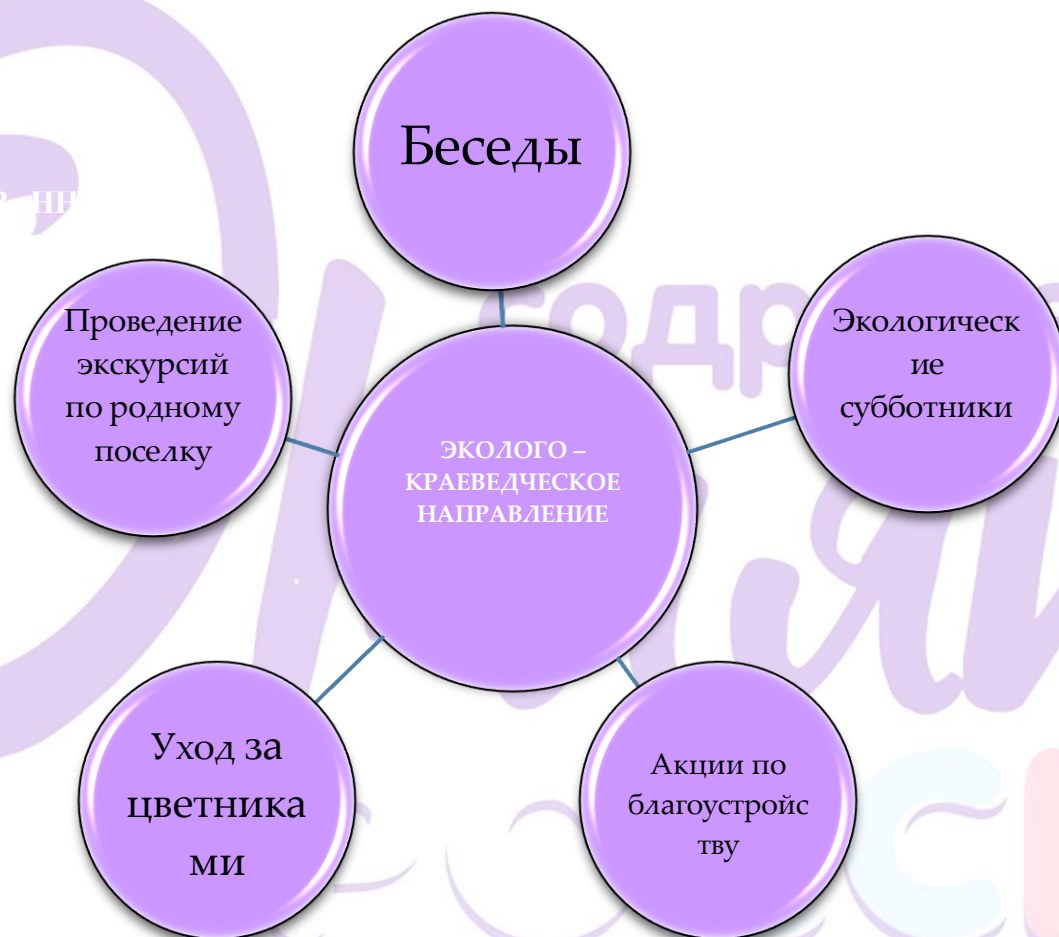 Беседы
Проведение
экскурсий
по родному
поселку
Экологическ
ие
субботники
ЭКОЛОГО –
КРАЕВЕДЧЕСКОЕ
НАПРАВЛЕНИЕ
Уход за
цветника
ми
Акции по
благоустройс
тву